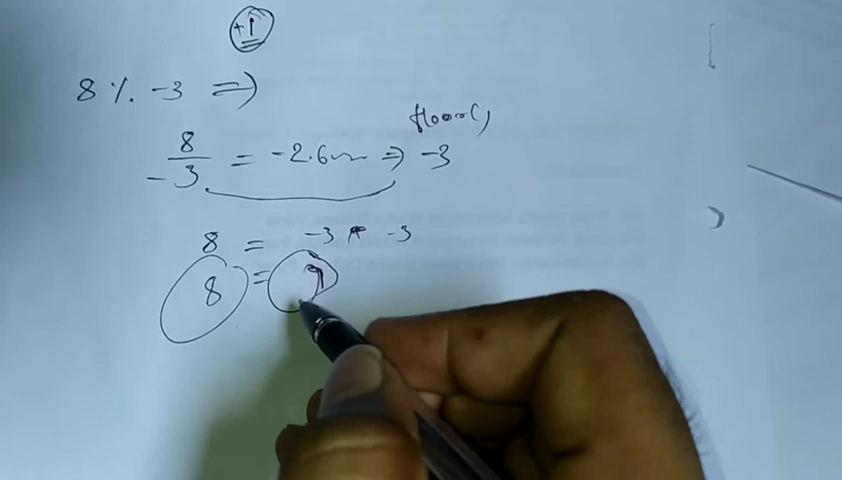 +1
8 % -3 ⇒
floor()
8/-3 = -2.6 ⇒ -3
8 = -3 * -3
8 = 9